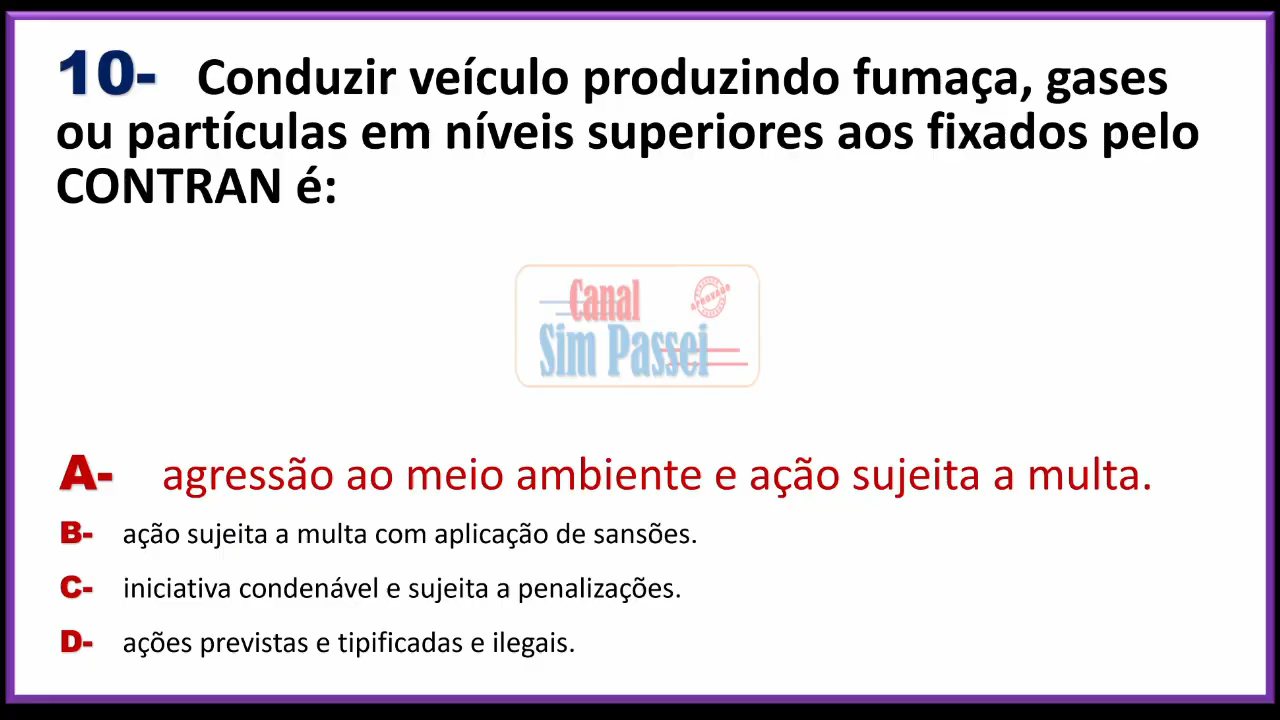 10- Conduzir veículo produzindo fumaça, gases
ou partículas em níveis superiores aos fixados pelo
CONTRAN é:
Canal
APROVADO
Sim Passei
A- agressão ao meio ambiente e ação sujeita a multa.
B- ação sujeita a multa com aplicação de sansões.
C- iniciativa condenável e sujeita a penalizações.
D- ações previstas e tipificadas e ilegais.